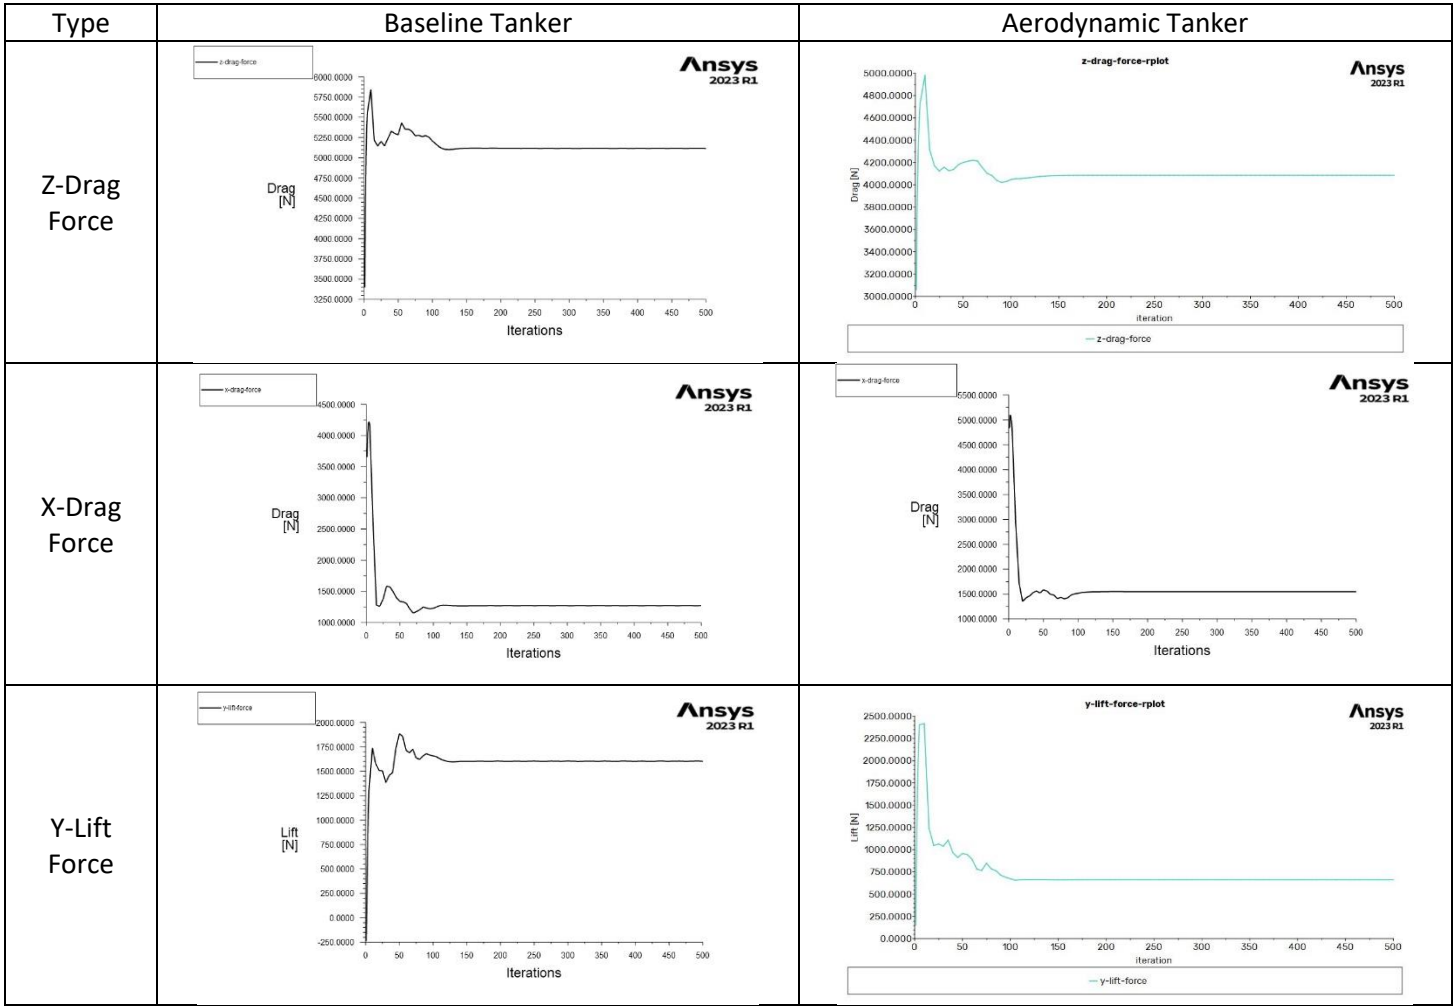 Type
Baseline Tanker
Aerodynamic Tanker
Z-Drag
Force
z-drag-force
Ansys
2023 R1
6000.0000
5750.0000
5500.0000
5250.0000
5000.0000
4750.0000
4500.0000
4250.0000
4000.0000
3750.0000
3500.0000
3250.0000
Drag
[N]
0 50 100 150 200 250 300 350 400 450 500
Iterations
z-drag-force-rplot
Ansys
2023 R1
5000.0000
4800.0000
4600.0000
4400.0000
4200.0000
4000.0000
3800.0000
3600.0000
3400.0000
3200.0000
3000.0000
Drag [N]
0 50 100 150 200 250 300 350 400 450 500
iteration
z-drag-force
X-Drag
Force
x-drag-force
Ansys
2023 R1
4500.0000
4000.0000
3500.0000
3000.0000
2500.0000
2000.0000
1500.0000
1000.0000
Drag
[N]
0 50 100 150 200 250 300 350 400 450 500
Iterations
x-drag-force
Ansys
2023 R1
5500.0000
5000.0000
4500.0000
4000.0000
3500.0000
3000.0000
2500.0000
2000.0000
1500.0000
1000.0000
Drag
[N]
0 50 100 150 200 250 300 350 400 450 500
Iterations
Y-Lift
Force
y-lift-force
Ansys
2023 R1
2000.0000
1750.0000
1500.0000
1250.0000
1000.0000
750.0000
500.0000
250.0000
0.0000
-250.0000
Lift
[N]
0 50 100 150 200 250 300 350 400 450 500
Iterations
y-lift-force-rplot
Ansys
2023 R1
2500.0000
2250.0000
2000.0000
1750.0000
1500.0000
1250.0000
1000.0000
750.0000
500.0000
250.0000
0.0000
Lift [N]
0 50 100 150 200 250 300 350 400 450 500
iteration
y-lift-force